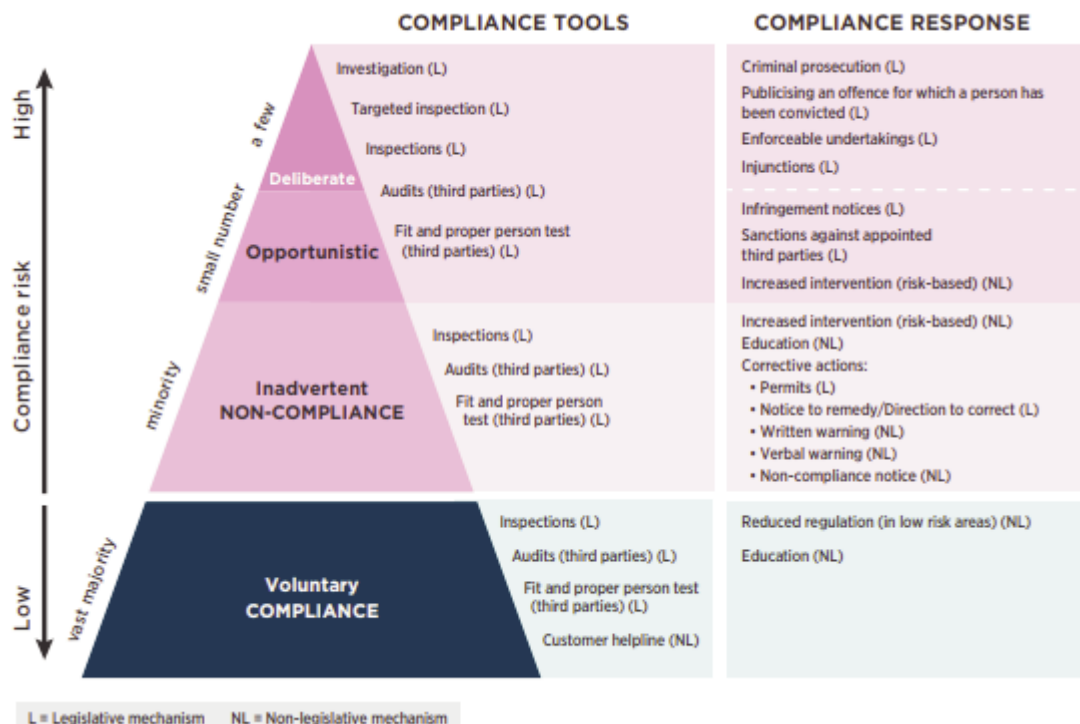 COMPLIANCE TOOLS
COMPLIANCE RESPONSE
High
Compliance risk
Low
a few
small number
minority
vast majority
Deliberate
Opportunistic
Inadvertent
NON-COMPLIANCE
Voluntary
COMPLIANCE
Investigation (L)
Targeted inspection (L)
Inspections (L)
Audits (third parties) (L)
Fit and proper person test
(third parties) (L)
Criminal prosecution (L)
Publicising an offence for which a person has
been convicted (L)
Enforceable undertakings (L)
Injunctions (L)
Infringement notices (L)
Sanctions against appointed
third parties (L)
Increased intervention (risk-based) (NL)
Inspections (L)
Audits (third parties) (L)
Fit and proper person
test (third parties) (L)
Increased intervention (risk-based) (NL)
Education (NL)
Corrective actions:
• Permits (L)
• Notice to remedy/Direction to correct (L)
• Written warning (NL)
• Verbal warning (NL)
• Non-compliance notice (NL)
Inspections (L)
Audits (third parties) (L)
Fit and proper person test
(third parties) (L)
Customer helpline (NL)
Reduced regulation (in low risk areas) (NL)
Education (NL)
L = Legislative mechanism NL = Non-legislative mechanism